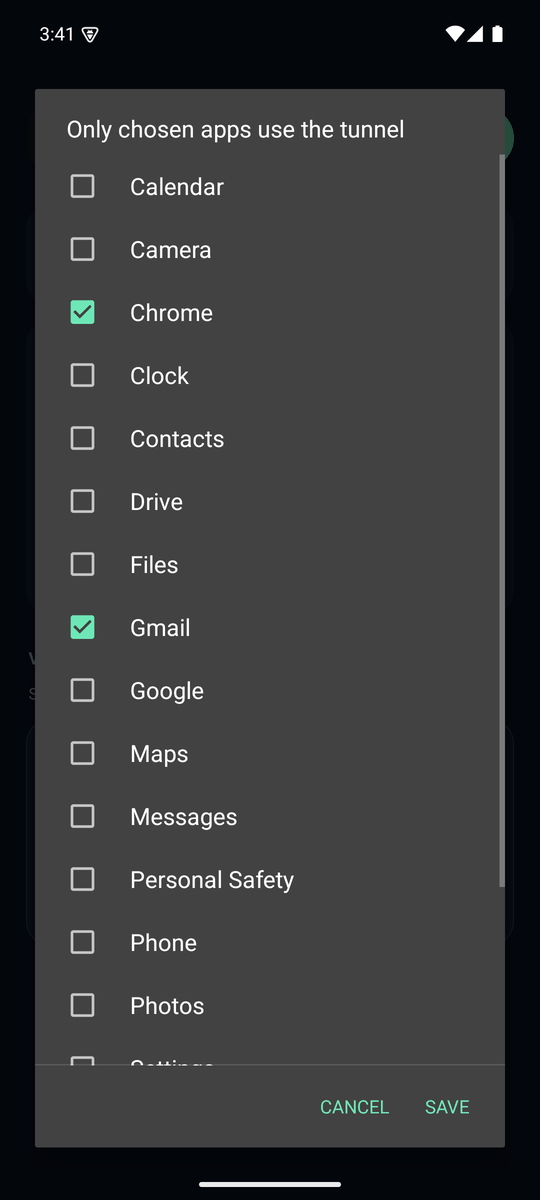 3:41
Only chosen apps use the tunnel
Calendar
Camera
Chrome
Clock
Contacts
Drive
Files
Gmail
Google
Maps
Messages
Personal Safety
Phone
Photos
Settings
CANCEL
SAVE